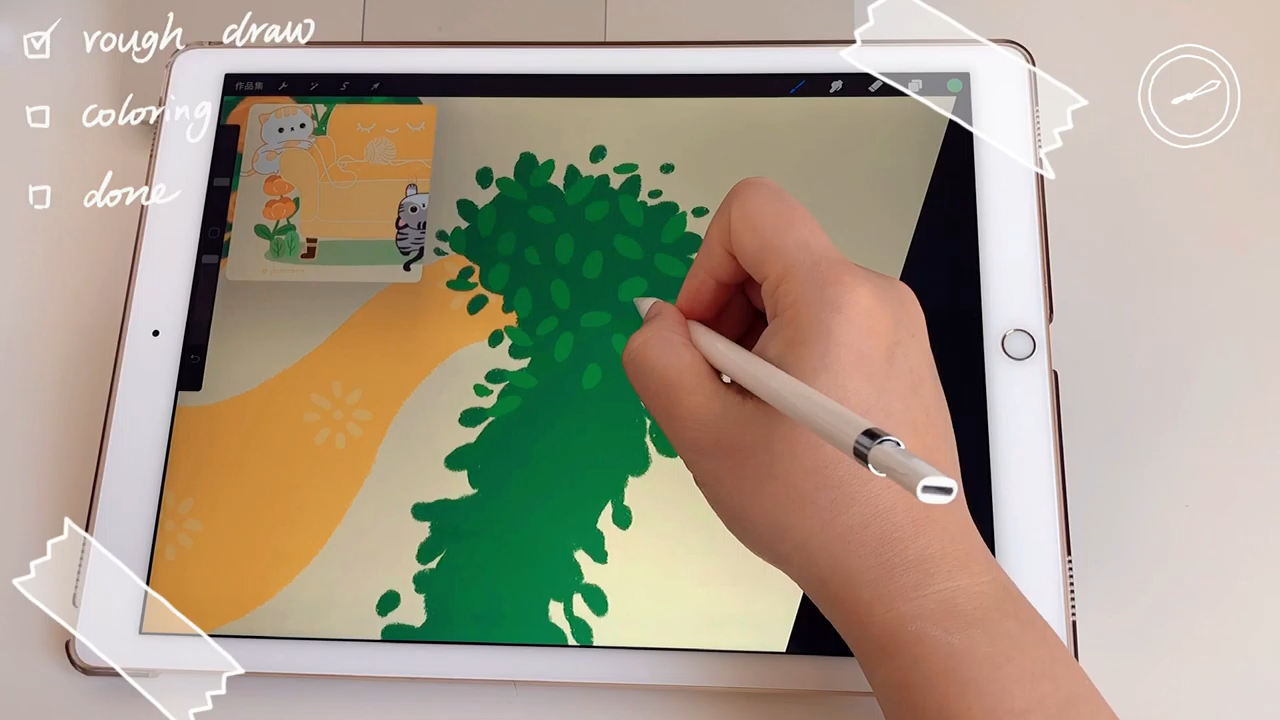 rough draw
coloring
done
作品集